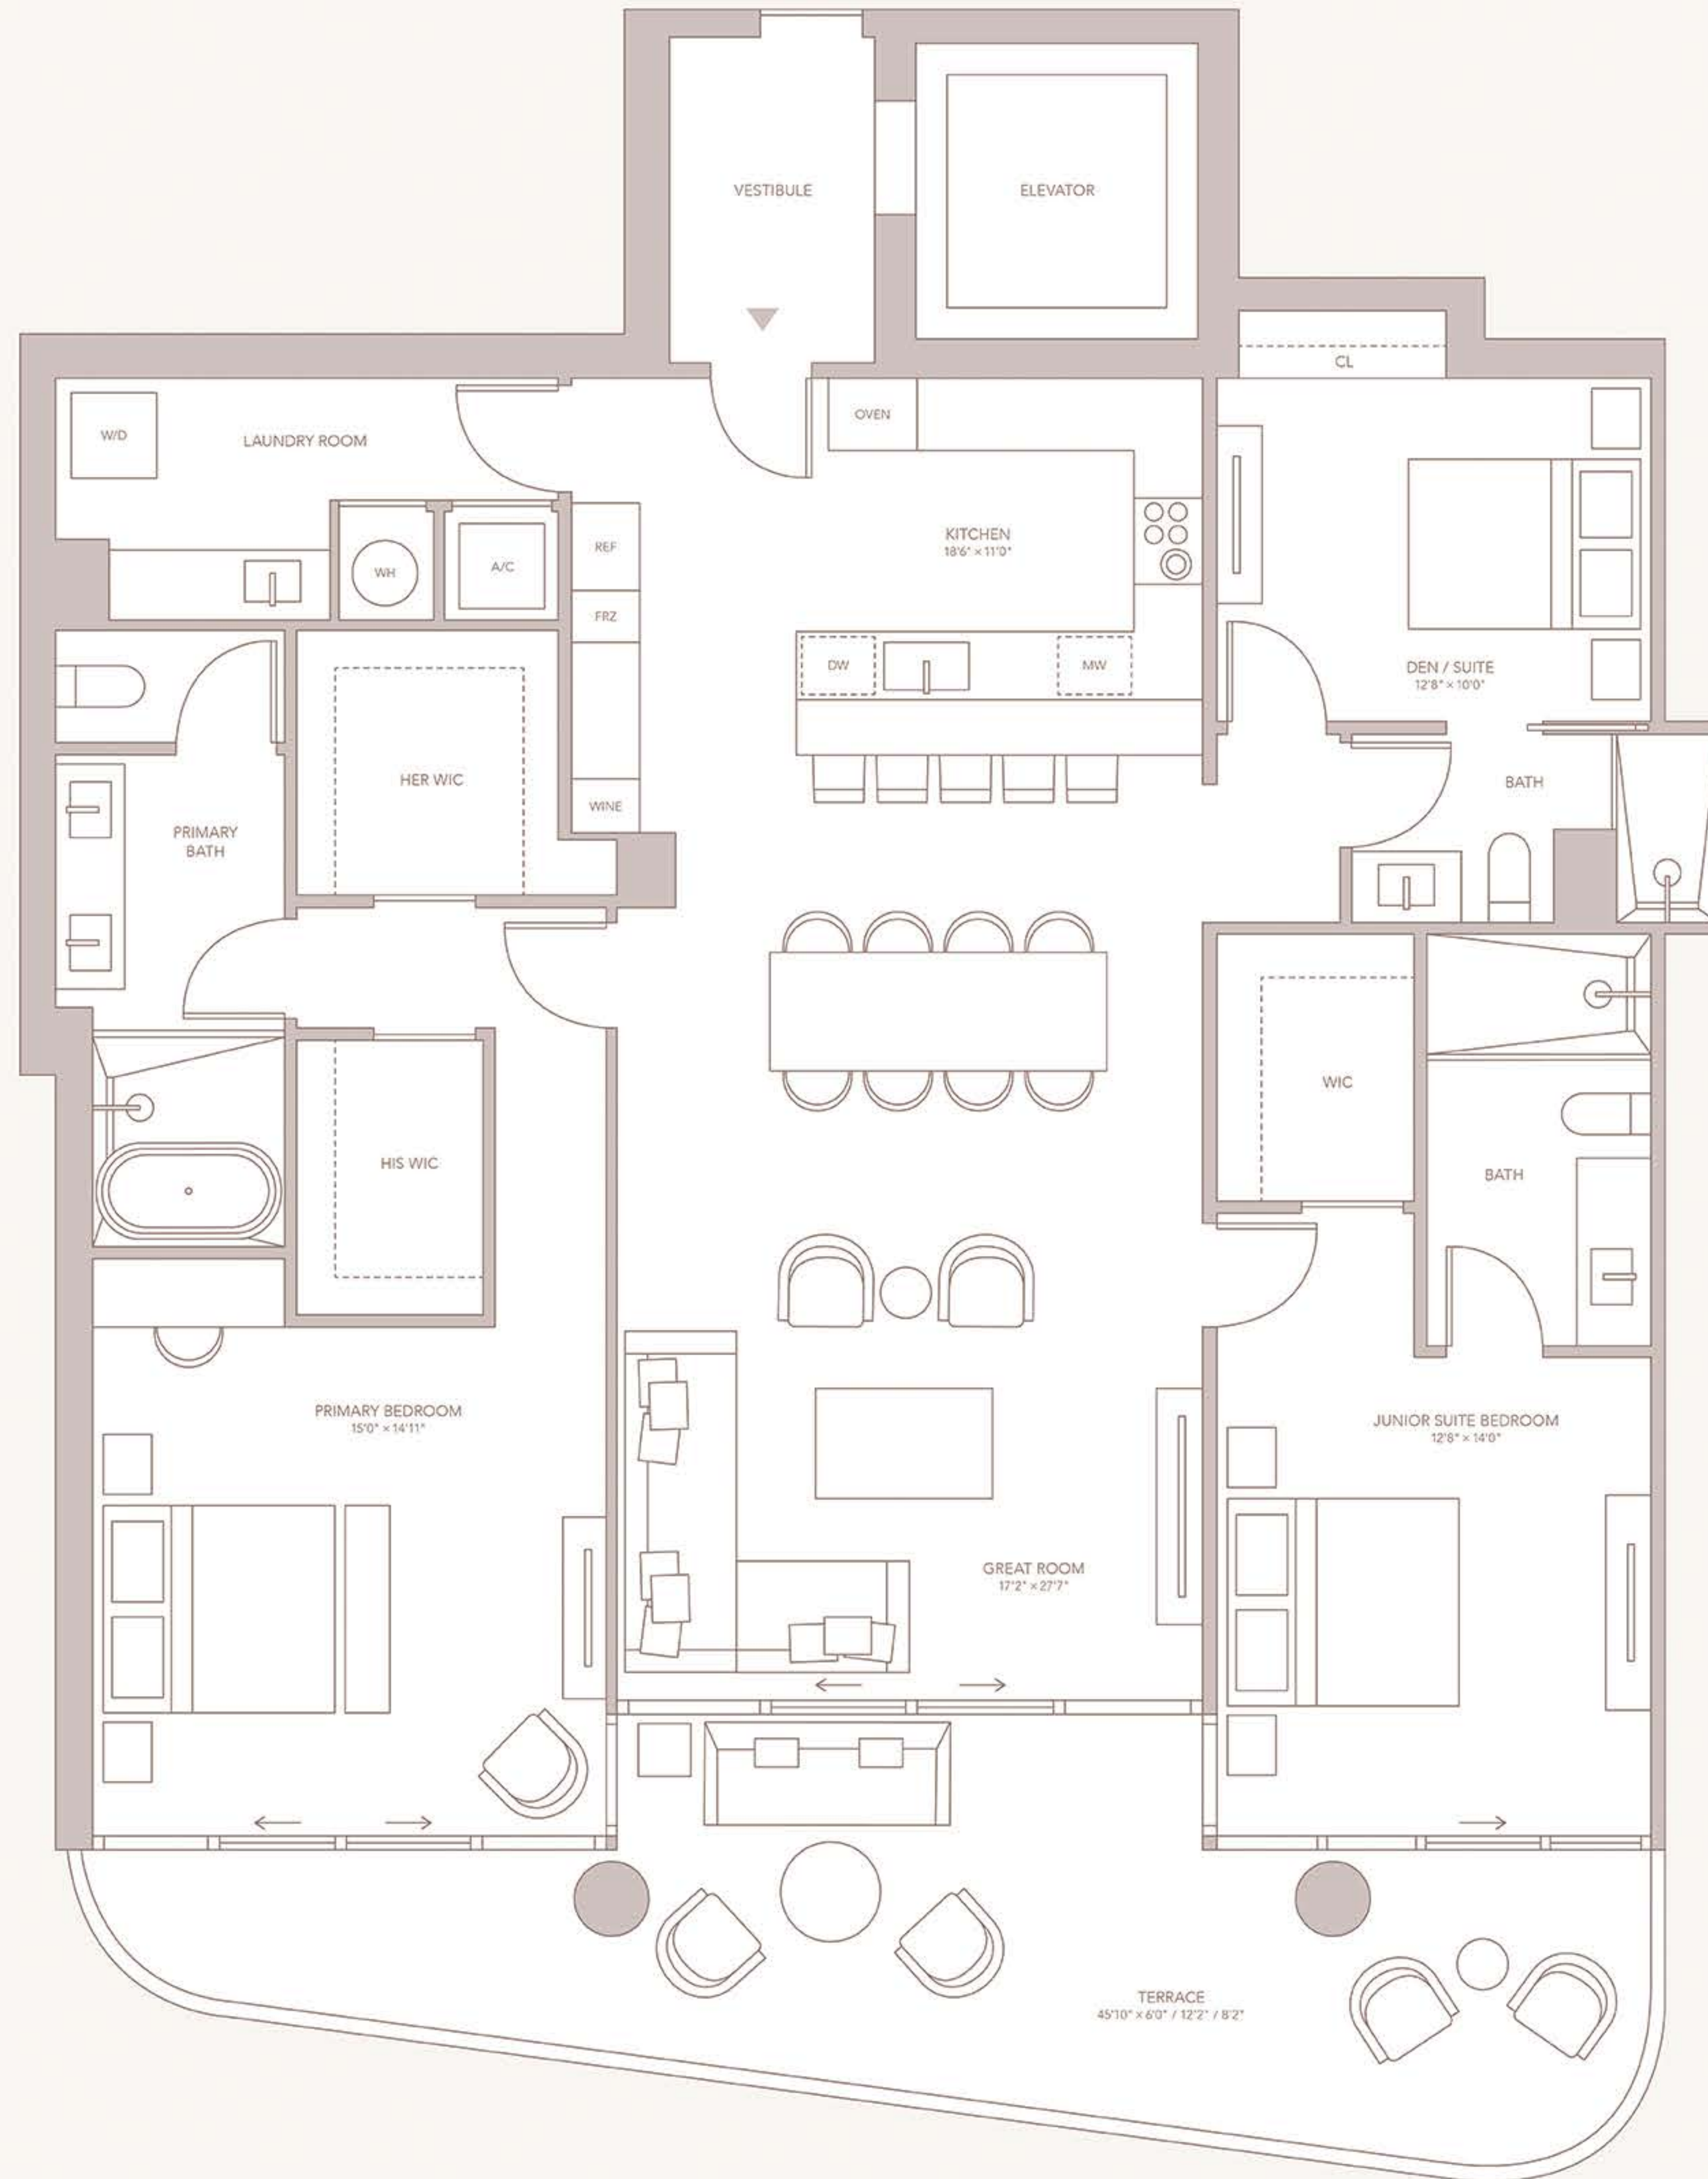 VESTIBULE
ELEVATOR
CL
W/D
LAUNDRY ROOM
OVEN
WH
A/C
REF
KITCHEN
18'6" × 11'0"
FRZ
DW
MW
DEN / SUITE
12'8" × 10'0"
HER WIC
WINE
BATH
PRIMARY
BATH
WIC
HIS WIC
BATH
PRIMARY BEDROOM
15'0" × 14'11"
JUNIOR SUITE BEDROOM
12'8" × 14'0"
GREAT ROOM
17'2" × 27'7"
TERRACE
45'10" × 6'0" / 12'2" / 8'2"